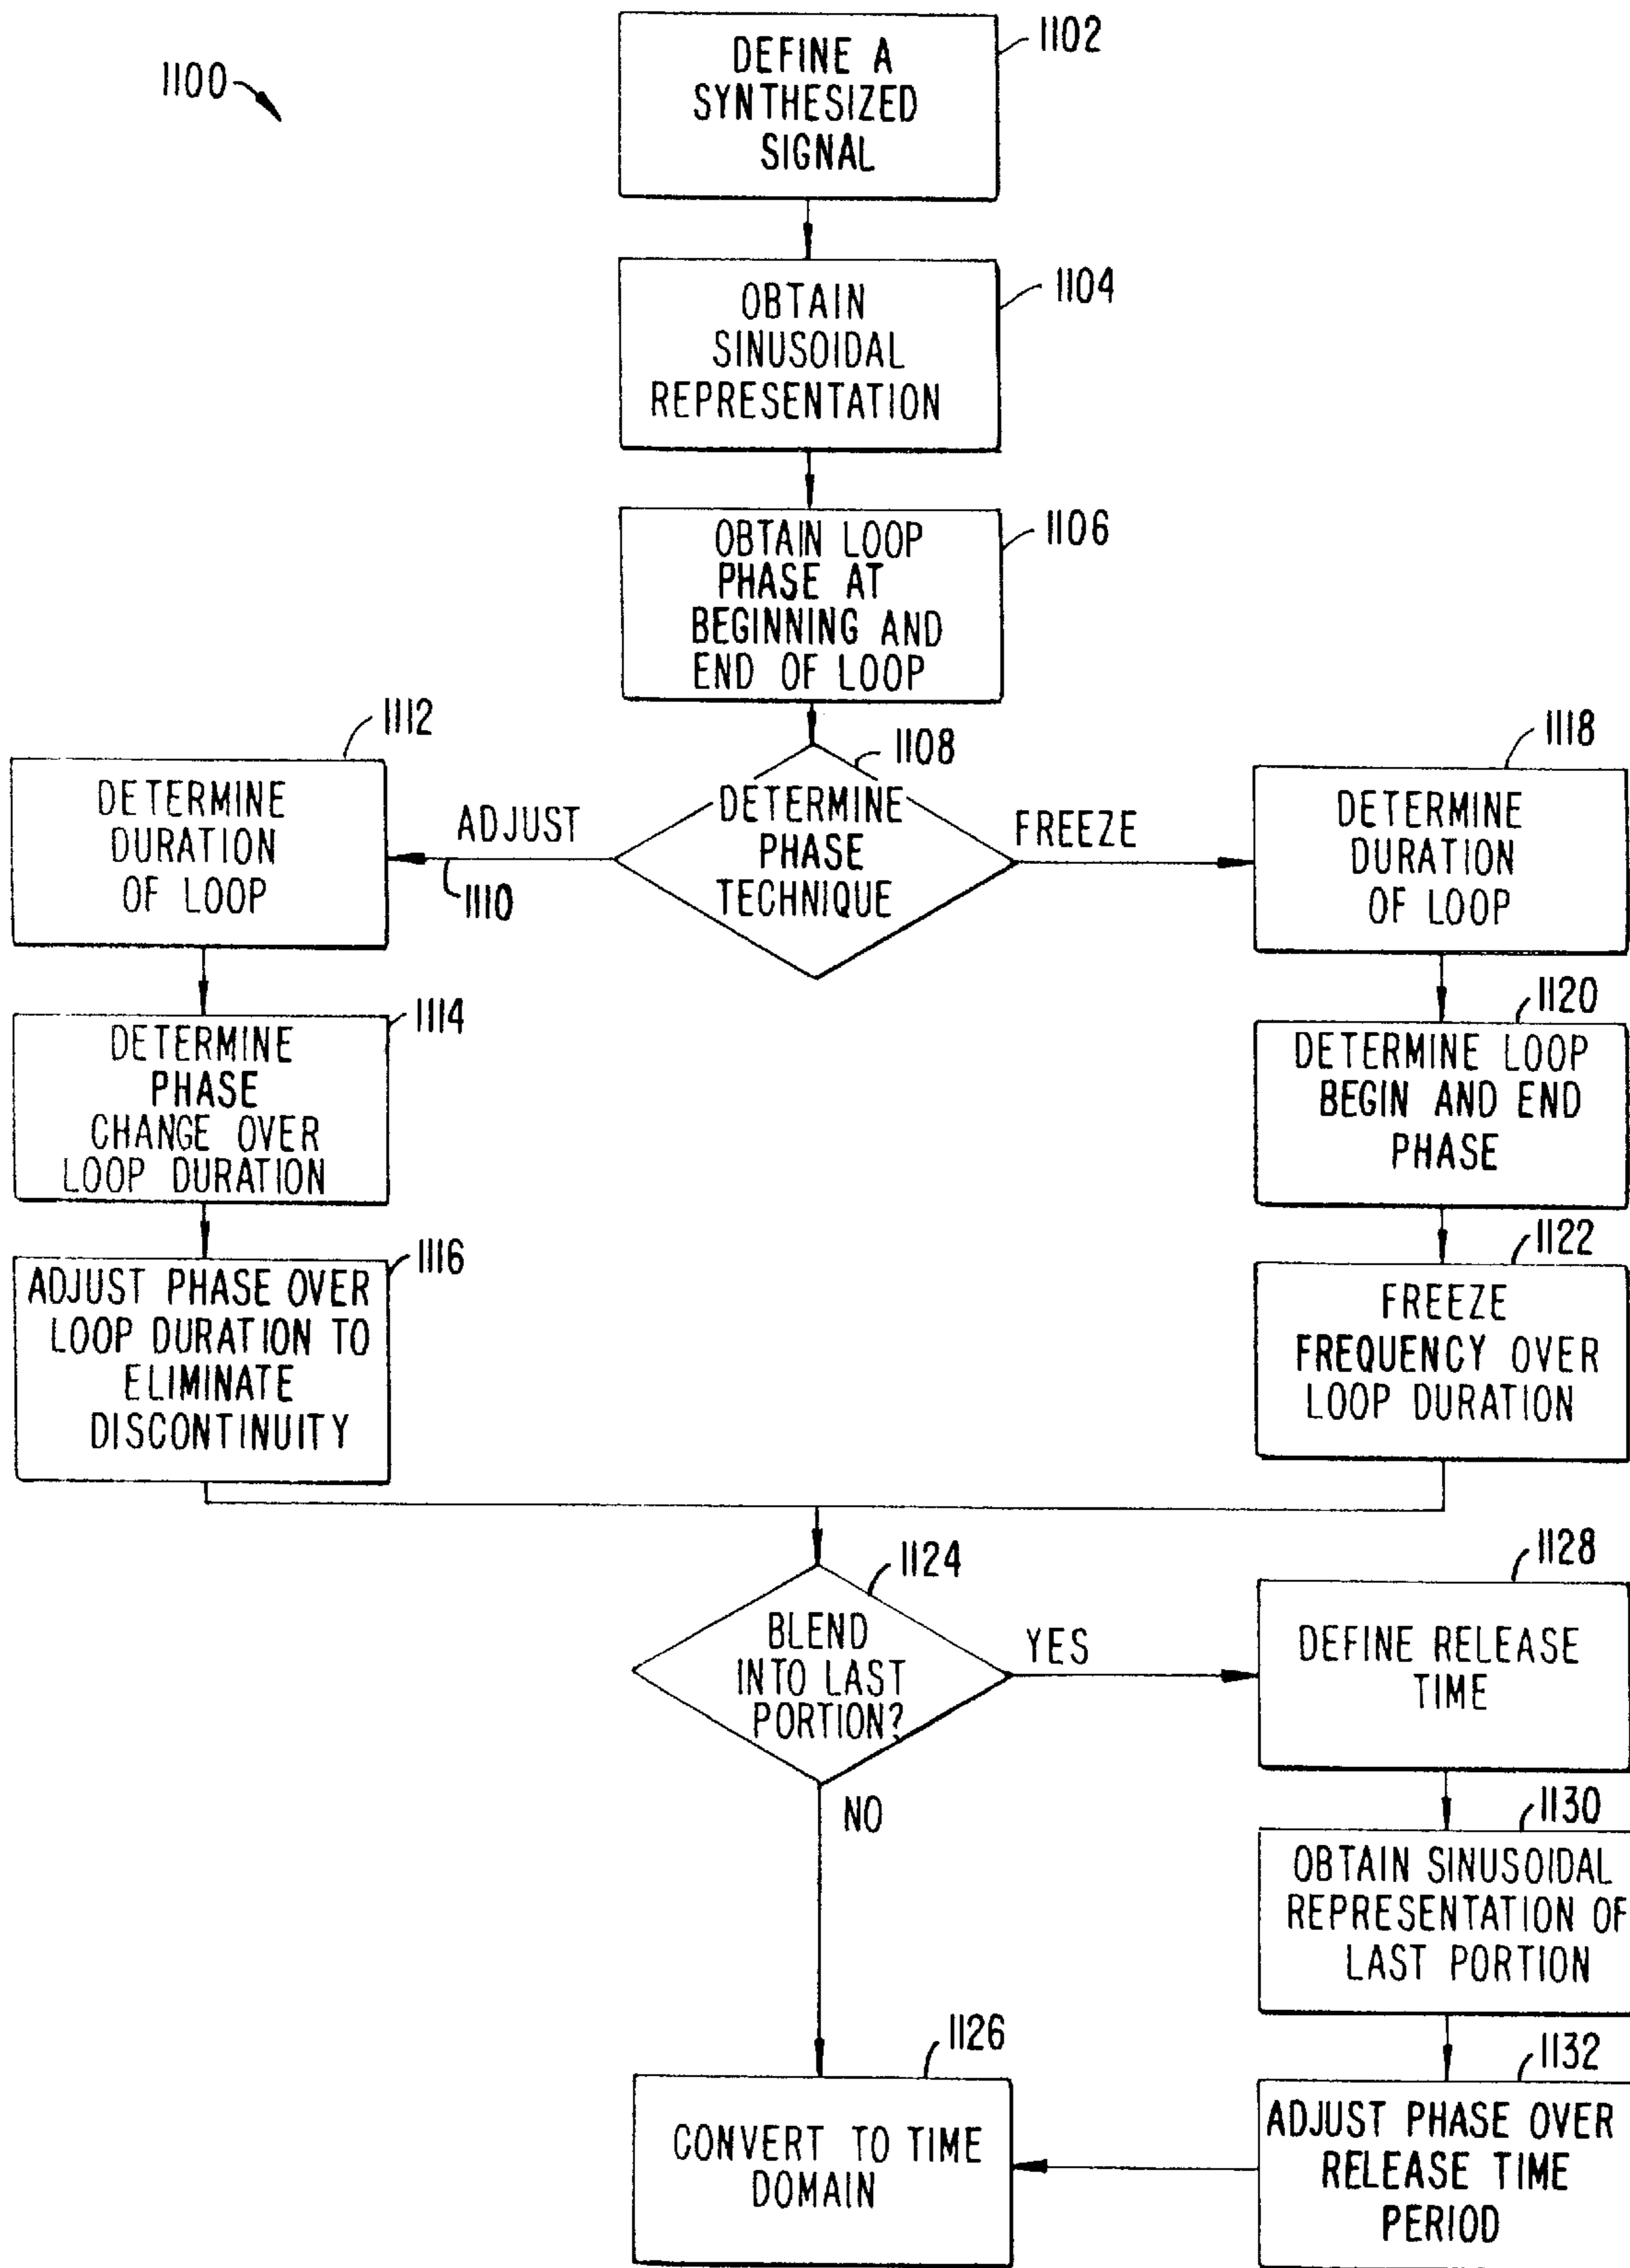 1100
1102
DEFINE A
SYNTHESIZED
SIGNAL
1104
OBTAIN
SINUSOIDAL
REPRESENTATION
1106
OBTAIN LOOP
PHASE AT
BEGINNING AND
END OF LOOP
1108
DETERMINE
PHASE
TECHNIQUE
ADJUST
1110
FREEZE
1112
DETERMINE
DURATION
OF LOOP
1114
DETERMINE
PHASE
CHANGE OVER
LOOP DURATION
1116
ADJUST PHASE OVER
LOOP DURATION TO
ELIMINATE
DISCONTINUITY
1118
DETERMINE
DURATION
OF LOOP
1120
DETERMINE LOOP
BEGIN AND END
PHASE
1122
FREEZE
FREQUENCY OVER
LOOP DURATION
1124
BLEND
INTO LAST
PORTION?
YES
NO
1128
DEFINE RELEASE
TIME
1130
OBTAIN SINUSOIDAL
REPRESENTATION OF
LAST PORTION
1132
ADJUST PHASE OVER
RELEASE TIME
PERIOD
1126
CONVERT TO TIME
DOMAIN